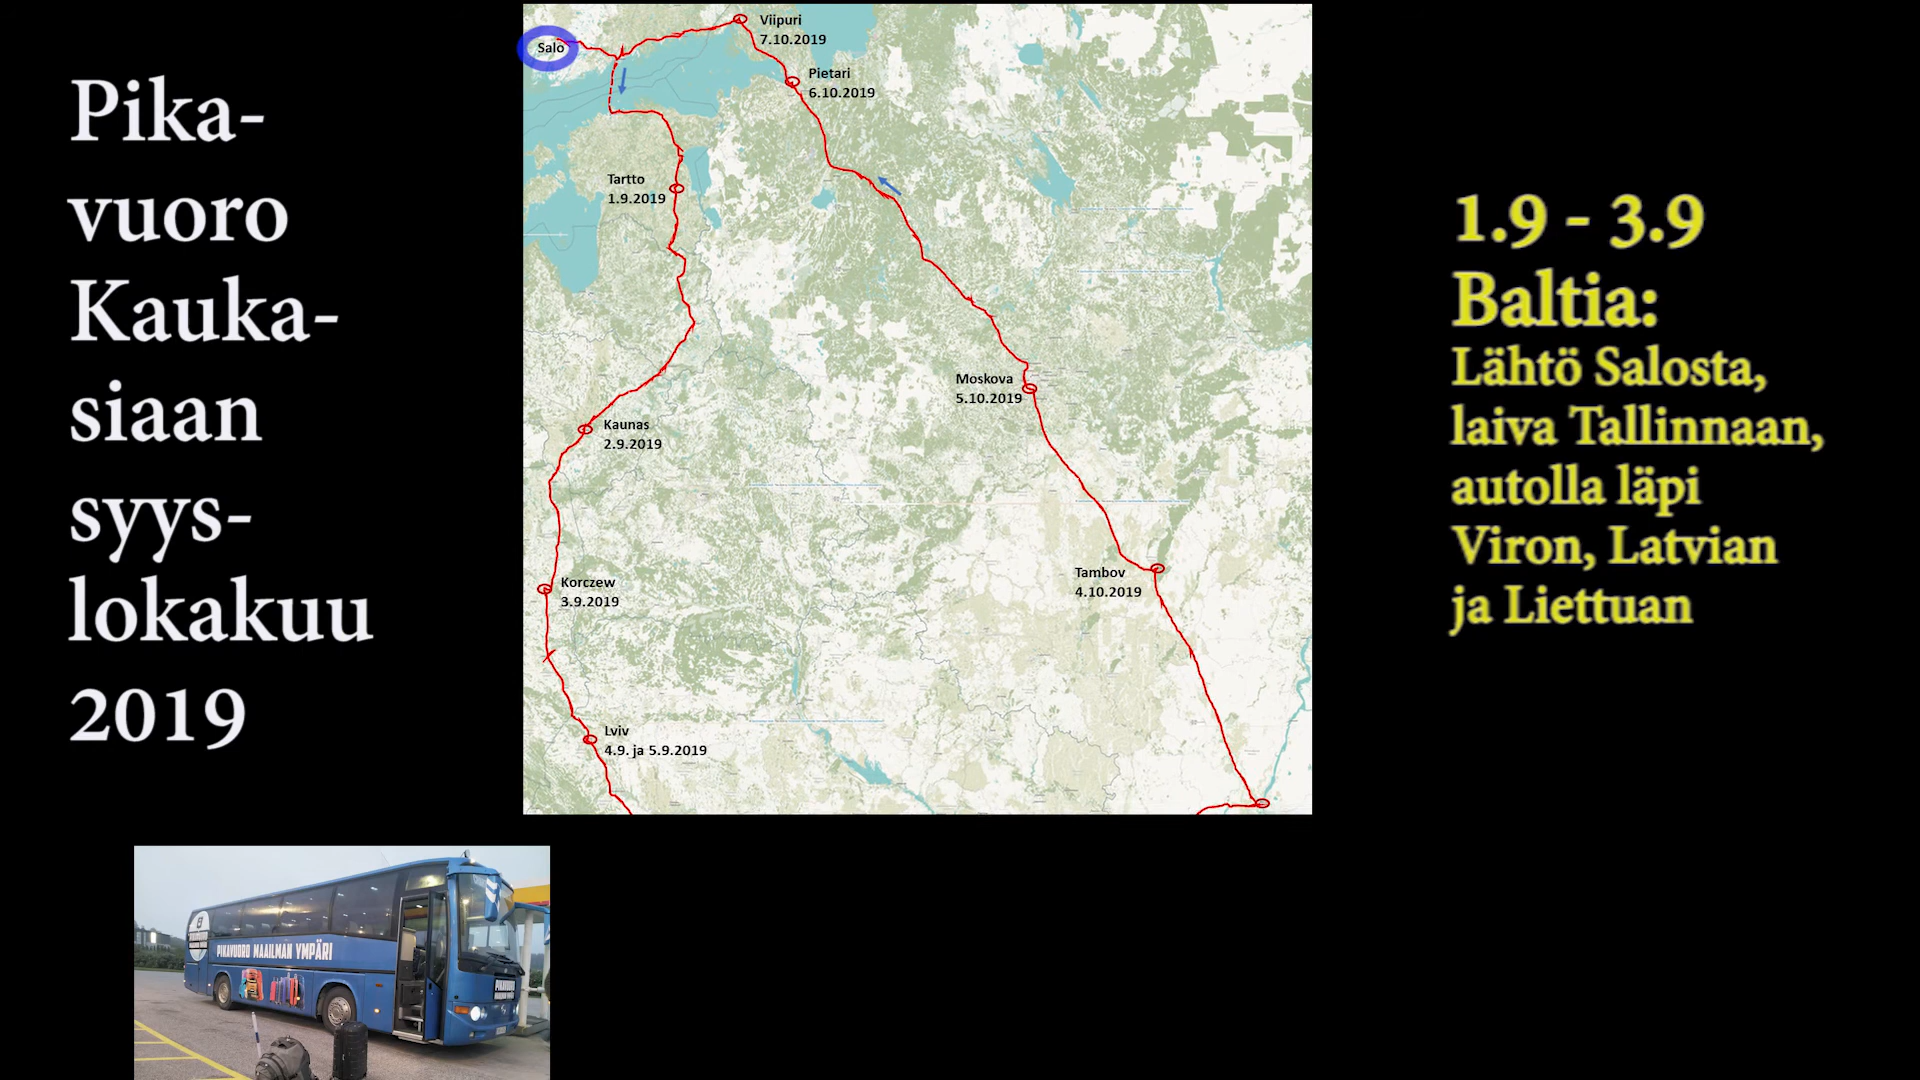 Pika-
vuoro
Kauka-
siaan
syys-
lokakuu
2019
Salo
Viipuri
7.10.2019
Pietari
6.10.2019
Tartto
1.9.2019
Moskova
5.10.2019
Kaunas
2.9.2019
Tambov
4.10.2019
Korczew
3.9.2019
Lviv
4.9. ja 5.9.2019
1.9 - 3.9
Baltia:
Lähtö Salosta,
laiva Tallinnaan,
autolla läpi
Viron, Latvian
ja Liettuan
PIKAVUORO MAAILMAN YMPÄRI
PIKAVUORO
MAAILMAN YMPÄRI